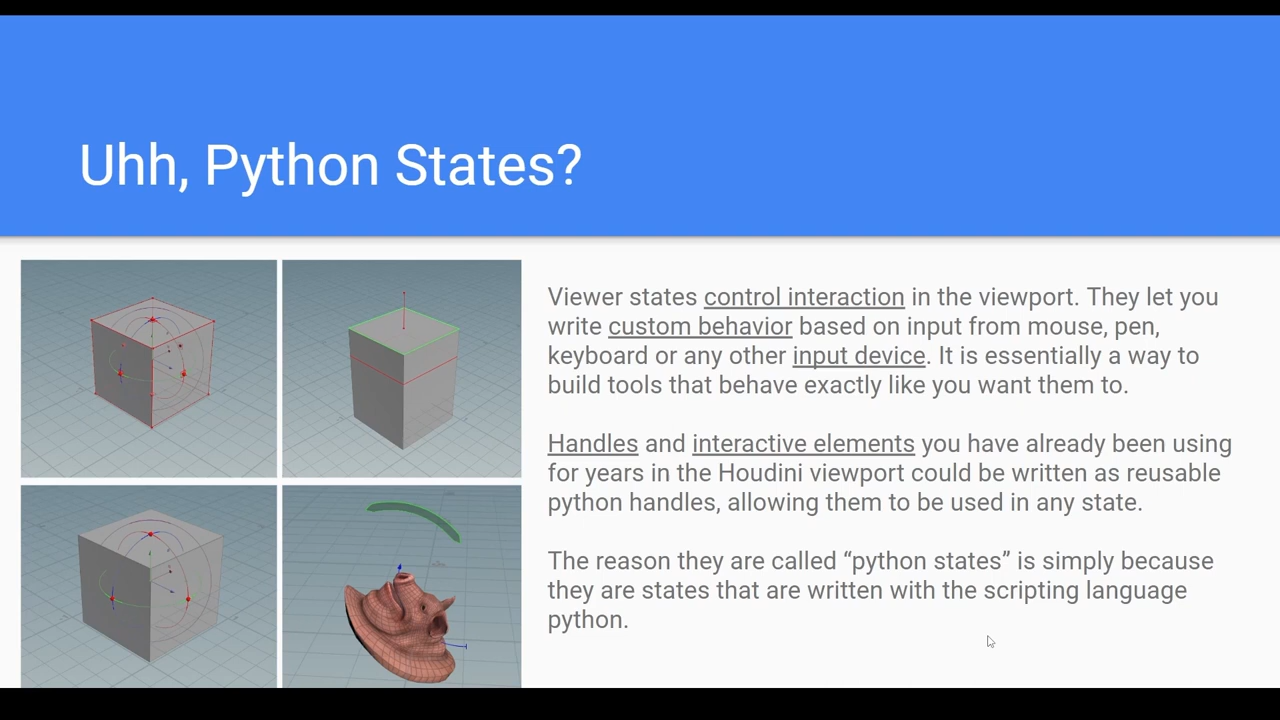 Uhh, Python States?
Viewer states control interaction in the viewport. They let you
write custom behavior based on input from mouse, pen,
keyboard or any other input device. It is essentially a way to
build tools that behave exactly like you want them to.
Handles and interactive elements you have already been using
for years in the Houdini viewport could be written as reusable
python handles, allowing them to be used in any state.
The reason they are called “python states” is simply because
they are states that are written with the scripting language
python.